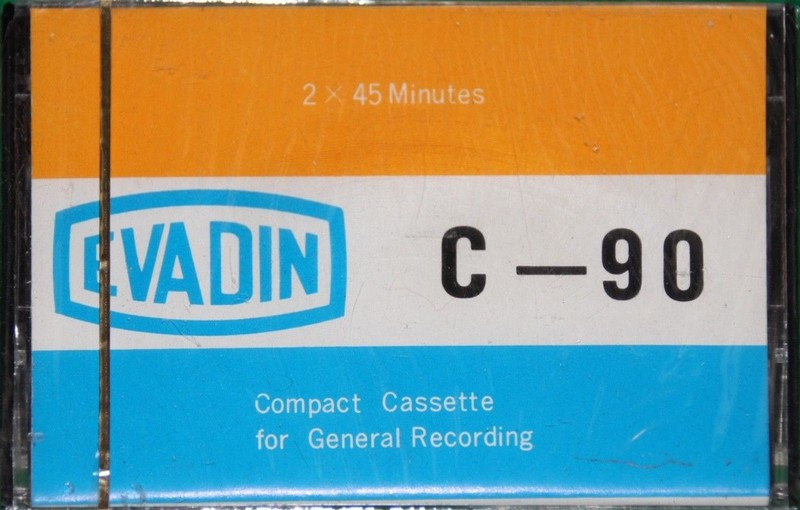 2 × 45 Minutes
EVADIN
C—90
Compact Cassette
for General Recording